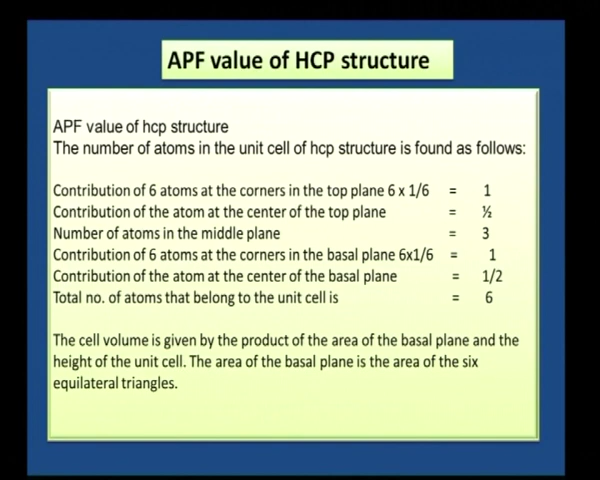 APF value of HCP structure
APF value of hcp structure
The number of atoms in the unit cell of hcp structure is found as follows:
Contribution of 6 atoms at the corners in the top plane 6 x 1/6 = 1
Contribution of the atom at the center of the top plane = ½
Number of atoms in the middle plane = 3
Contribution of 6 atoms at the corners in the basal plane 6x1/6 = 1
Contribution of the atom at the center of the basal plane = 1/2
Total no. of atoms that belong to the unit cell is = 6
The cell volume is given by the product of the area of the basal plane and the
height of the unit cell. The area of the basal plane is the area of the six
equilateral triangles.